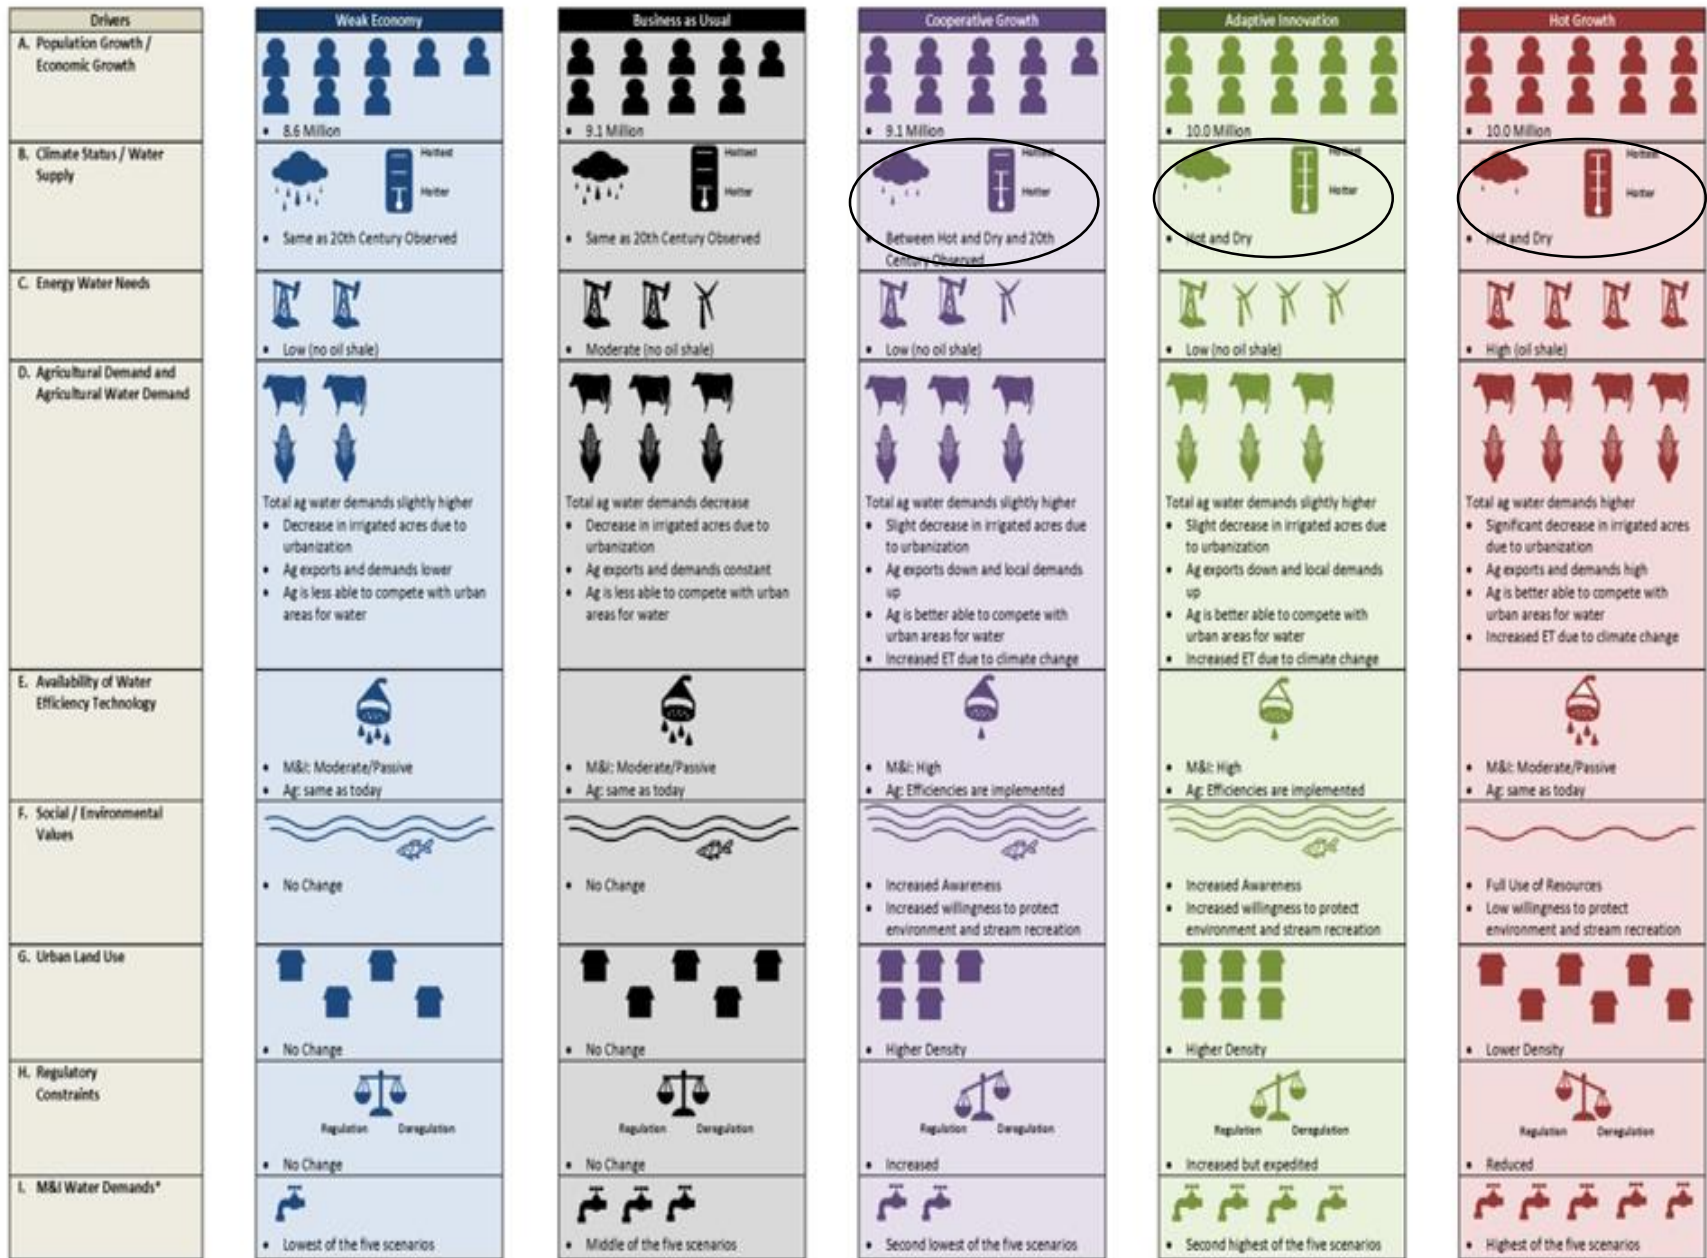 Drivers
Weak Economy
Business as Usual
Cooperative Growth
Adaptive Innovation
Hot Growth
A. Population Growth /
Economic Growth
• 8.6 Million
• 9.1 Million
• 9.1 Million
• 10.0 Million
• 10.0 Million
B. Climate Status / Water
Supply
Hottest
Hotter
• Same as 20th Century Observed
Hottest
Hotter
• Same as 20th Century Observed
Hottest
Hotter
• Between Hot and Dry and 20th
Century Observed
Hottest
Hotter
• Hot and Dry
Hottest
Hotter
• Hot and Dry
C. Energy Water Needs
• Low (no oil shale)
• Moderate (no oil shale)
• Low (no oil shale)
• Low (no oil shale)
• High (oil shale)
D. Agricultural Demand and
Agricultural Water Demand
Total ag water demands slightly higher
• Decrease in irrigated acres due to
urbanization
• Ag exports and demands lower
• Ag is less able to compete with urban
areas for water
Total ag water demands decrease
• Decrease in irrigated acres due to
urbanization
• Ag exports and demands constant
• Ag is less able to compete with urban
areas for water
Total ag water demands slightly higher
• Slight decrease in irrigated acres due
to urbanization
• Ag exports down and local demands
up
• Ag is better able to compete with
urban areas for water
• Increased ET due to climate change
Total ag water demands slightly higher
• Slight decrease in irrigated acres due
to urbanization
• Ag exports down and local demands
up
• Ag is better able to compete with
urban areas for water
• Increased ET due to climate change
Total ag water demands higher
• Significant decrease in irrigated acres
due to urbanization
• Ag exports and demands high
• Ag is better able to compete with
urban areas for water
• Increased ET due to climate change
E. Availability of Water
Efficiency Technology
• M&I: Moderate/Passive
• Ag: same as today
• M&I: Moderate/Passive
• Ag: same as today
• M&I: High
• Ag: Efficiencies are implemented
• M&I: High
• Ag: Efficiencies are implemented
• M&I: Moderate/Passive
• Ag: same as today
F. Social / Environmental
Values
• No Change
• No Change
• Increased Awareness
• Increased willingness to protect
environment and stream recreation
• Increased Awareness
• Increased willingness to protect
environment and stream recreation
• Full Use of Resources
• Low willingness to protect
environment and stream recreation
G. Urban Land Use
• No Change
• No Change
• Higher Density
• Higher Density
• Lower Density
H. Regulatory
Constraints
Regulation Deregulation
• No Change
Regulation Deregulation
• No Change
Regulation Deregulation
• Increased
Regulation Deregulation
• Increased but expedited
Regulation Deregulation
• Reduced
I. M&I Water Demands*
• Lowest of the five scenarios
• Middle of the five scenarios
• Second lowest of the five scenarios
• Second highest of the five scenarios
• Highest of the five scenarios